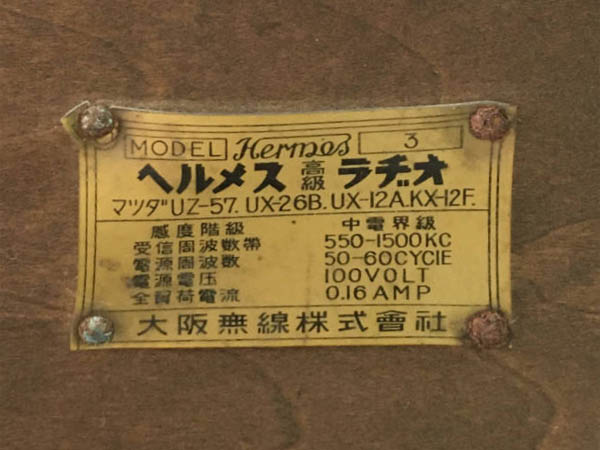 MODEL Hermes 3
ヘルメス 高級 ラヂオ
マツダ UZ-57. UX-26B. UX-12A. KX-12F.
感度階級 中電界級
受信周波数帶 550-1500KC
電源周波数 50-60CYCIE
電源電圧 100VOLT
全負荷電流 0.16AMP
大阪無線株式會社